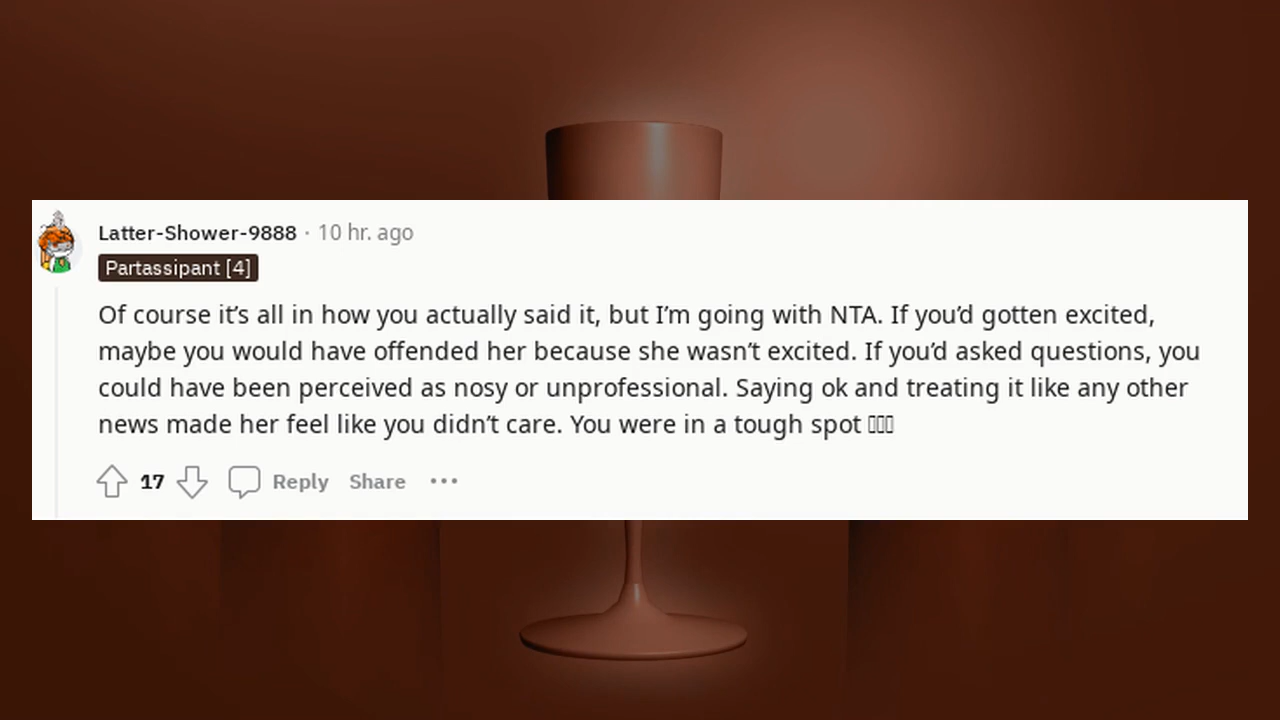 Latter-Shower-9888 · 10 hr. ago
Partassipant [4]
Of course it’s all in how you actually said it, but I’m going with NTA. If you’d gotten excited,
maybe you would have offended her because she wasn’t excited. If you’d asked questions, you
could have been perceived as nosy or unprofessional. Saying ok and treating it like any other
news made her feel like you didn’t care. You were in a tough spot
17 Reply Share •••